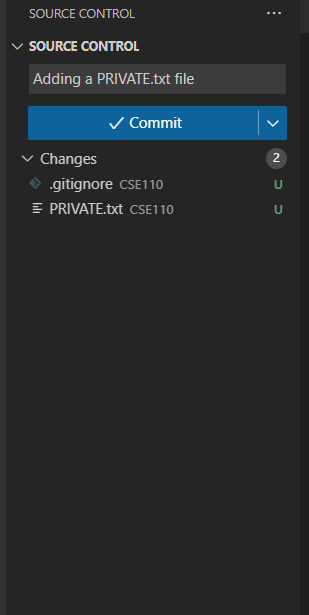 SOURCE CONTROL ...
SOURCE CONTROL
Adding a PRIVATE.txt file
Commit
Changes 2
.gitignore CSE110 U
PRIVATE.txt CSE110 U